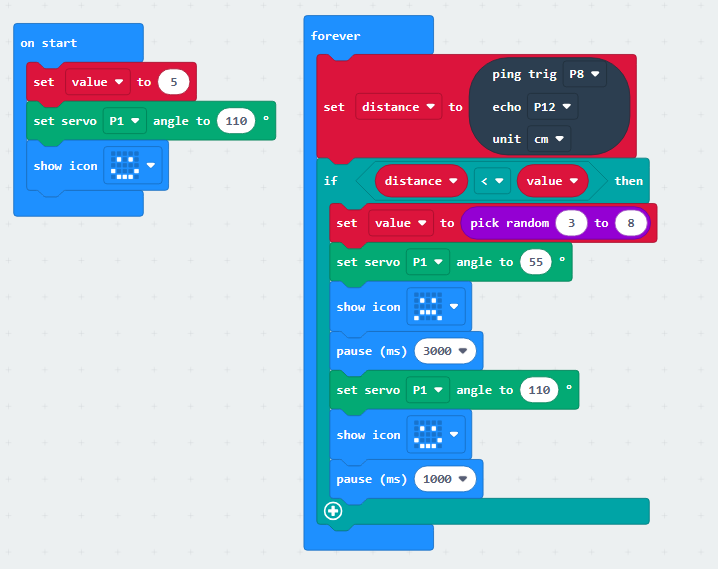 on start
set value to 5
set servo P1 angle to 110 °
show icon
forever
set distance to ping trig P8
echo P12
unit cm
if distance < value then
set value to pick random 3 to 8
set servo P1 angle to 55 °
show icon
pause (ms) 3000
set servo P1 angle to 110 °
show icon
pause (ms) 1000